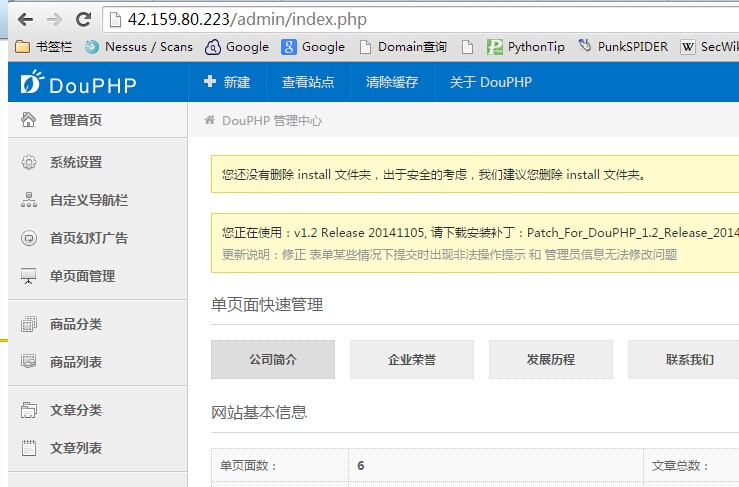 42.159.80.223/admin/index.php
书签栏 Nessus / Scans Google Google Domain查询 PythonTip PunkSPIDER SecWik
DouPHP 新建 查看站点 清除缓存 关于 DouPHP
管理首页
DouPHP 管理中心
系统设置
自定义导航栏
首页幻灯广告
单页面管理
商品分类
商品列表
文章分类
文章列表
您还没有删除 install 文件夹，出于安全的考虑，我们建议您删除 install 文件夹。
您正在使用：v1.2 Release 20141105, 请下载安装补丁：Patch_For_DouPHP_1.2_Release_2014
更新说明：修正 表单某些情况下提交时出现非法操作提示 和 管理员信息无法修改问题
单页面快速管理
公司简介 企业荣誉 发展历程 联系我们
网站基本信息
单页面数： 6 文章总数：